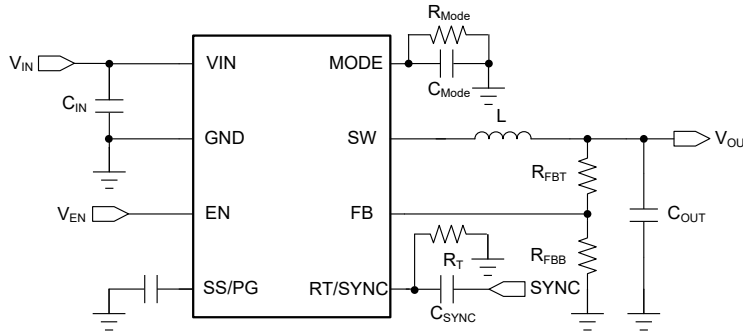 R_Mode
V_IN
VIN
MODE
C_IN
C_Mode
L
GND
SW
V_OU
R_FBT
V_EN
EN
FB
C_OUT
R_T
R_FBB
SS/PG
RT/SYNC
SYNC
C_SYNC